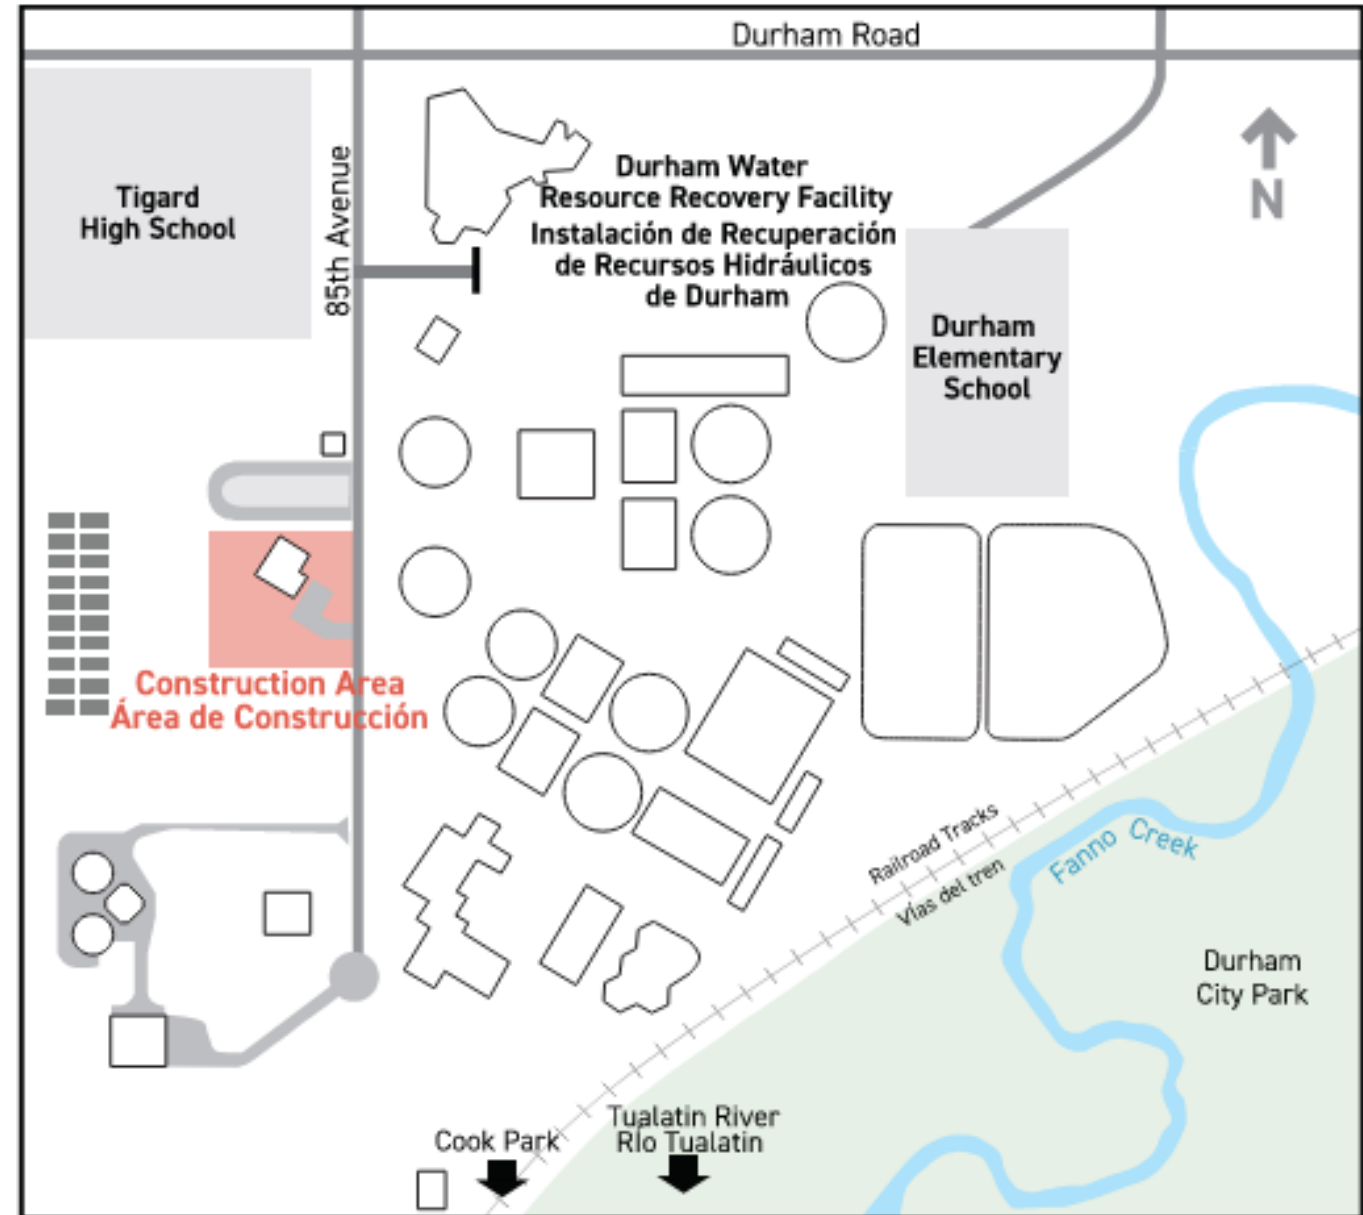 Durham Road
Tigard
High School
85th Avenue
Durham Water
Resource Recovery Facility
Instalación de Recuperación
de Recursos Hidráulicos
de Durham
N
Durham
Elementary
School
Construction Area
Área de Construcción
Railroad Tracks
Vías del tren
Fanno Creek
Durham
City Park
Cook Park
Tualatin River
Río Tualatin